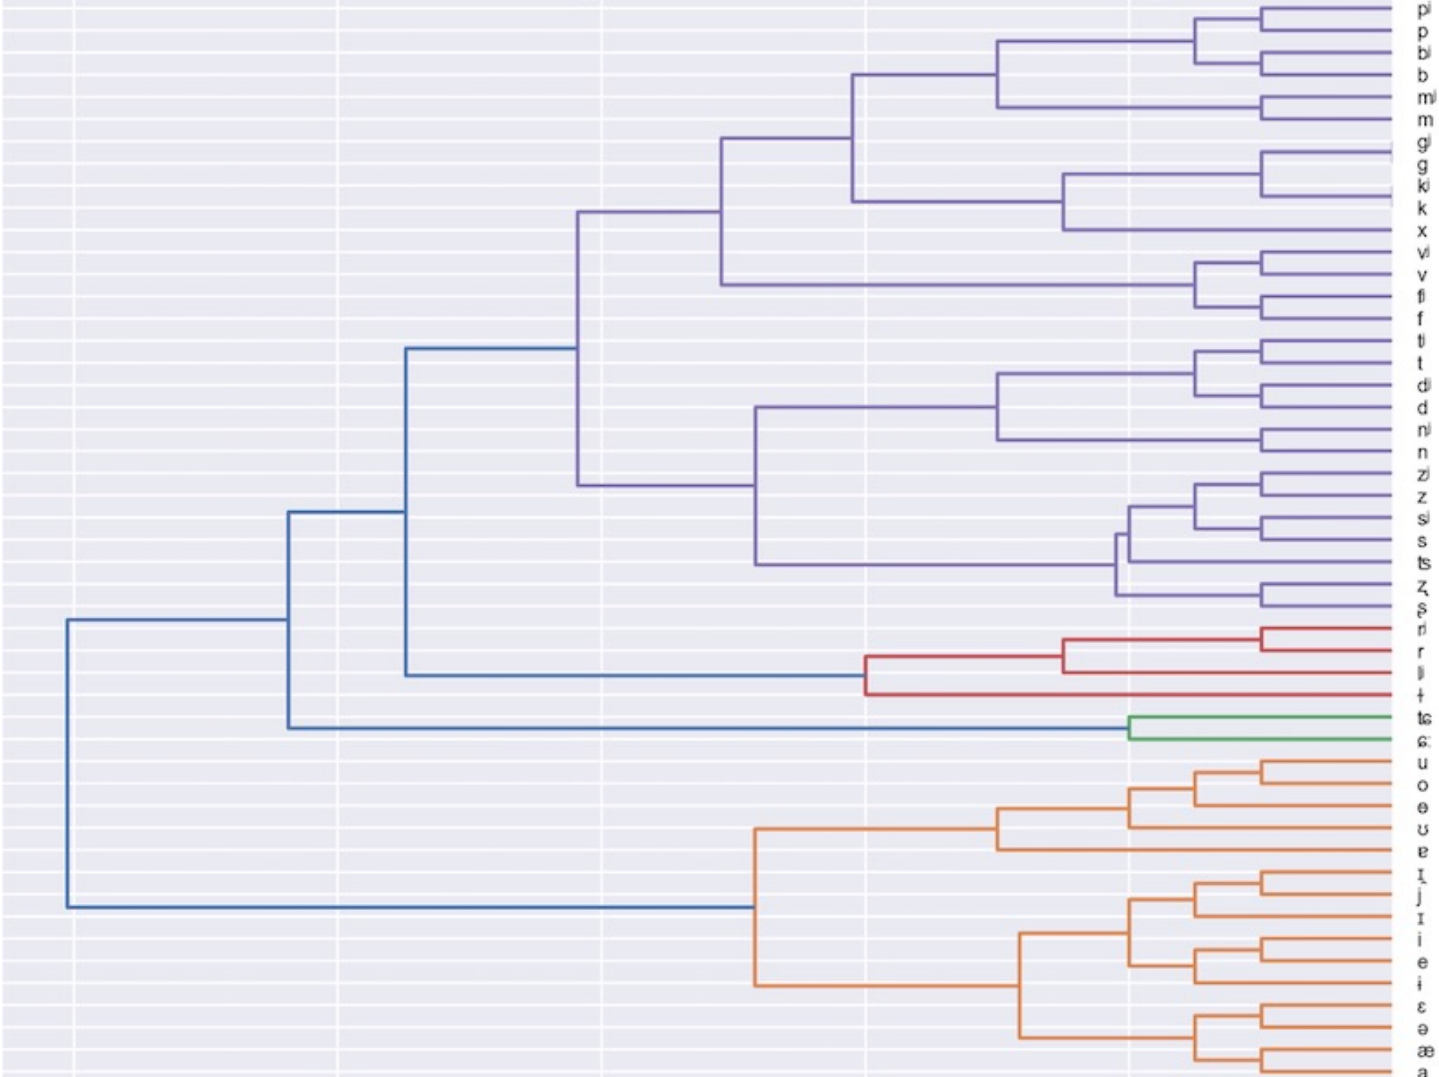 pʲ
p
bʲ
b
mʲ
m
gʲ
g
kʲ
k
x
vʲ
v
fʲ
f
tʲ
t
dʲ
d
nʲ
n
zʲ
z
sʲ
s
ts
ʐ
ʂ
rʲ
r
lʲ
ɫ
tɕ
ɕː
u
o
ɵ
ʊ
ɐ
ɪ̯
j
ɪ
i
e
ɨ
ɛ
ə
æ
a